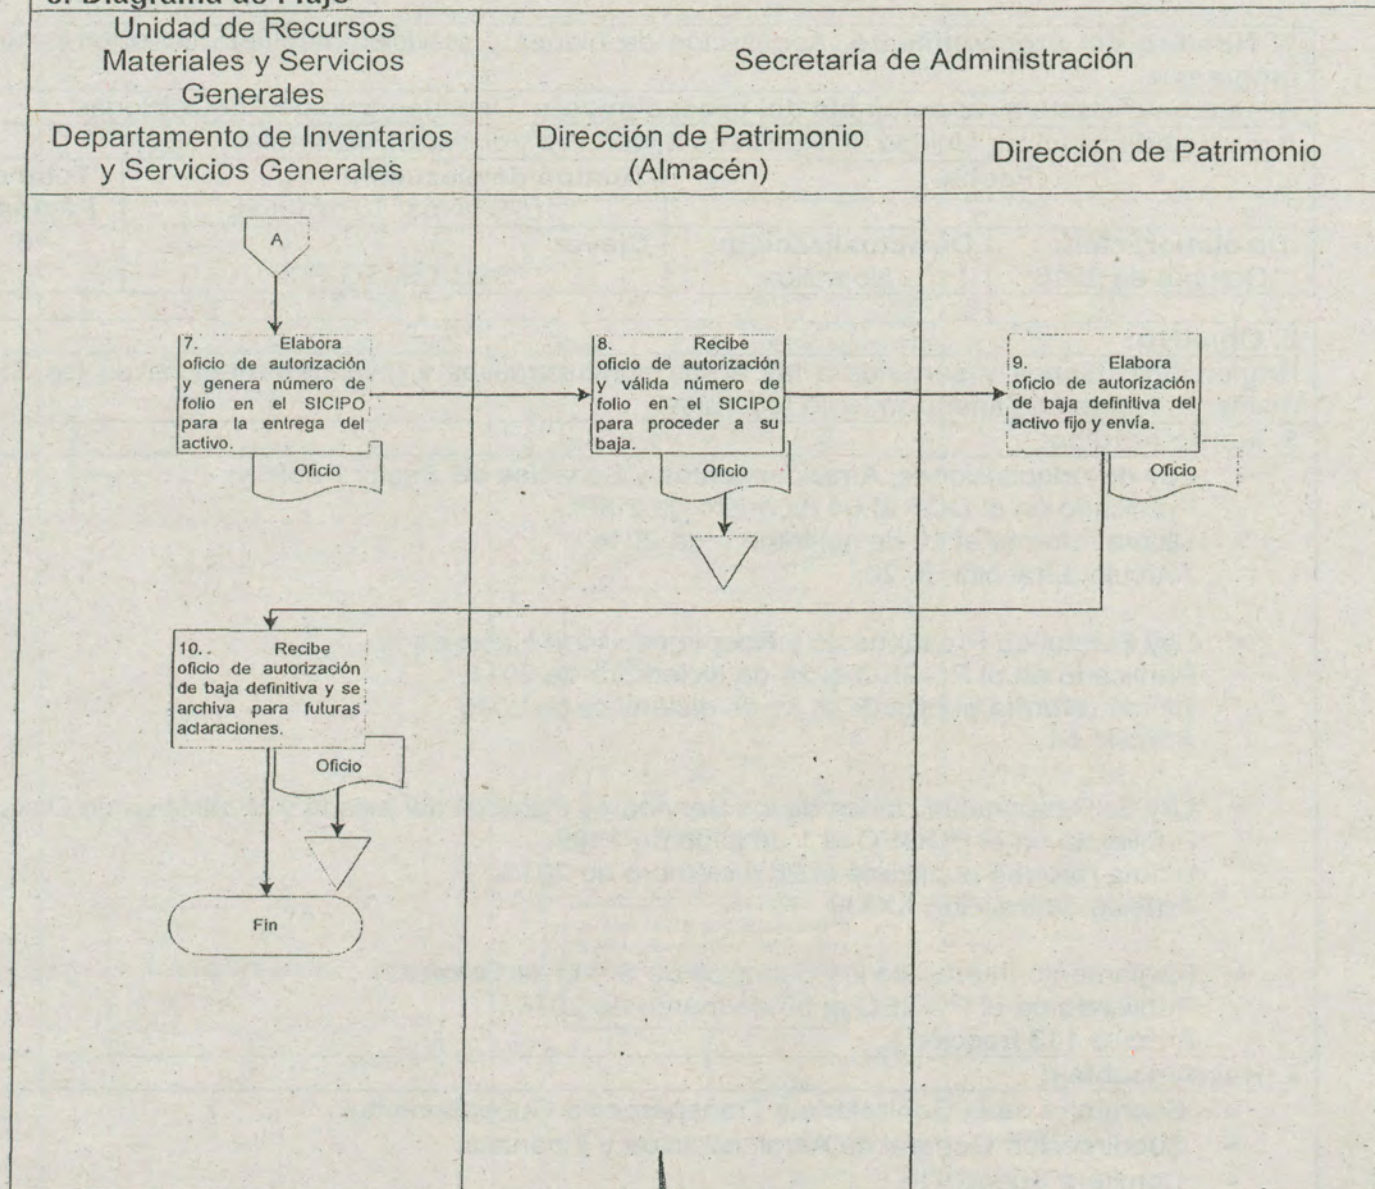 Unidad de Recursos
Materiales y Servicios
Generales
Secretaría de Administración
Departamento de Inventarios
y Servicios Generales
Dirección de Patrimonio
(Almacén)
Dirección de Patrimonio
A
7. Elabora
oficio de autorización
y genera número de
folio en el SICIPO
para la entrega del
activo.
Oficio
8. Recibe
oficio de autorización
y válida número de
folio en el SICIPO
para proceder a su
baja.
Oficio
9. Elabora
oficio de autorización
de baja definitiva del
activo fijo y envía.
Oficio
10. . Recibe
oficio de autorización
de baja definitiva y se
archiva para futuras
aclaraciones.
Oficio
Fin